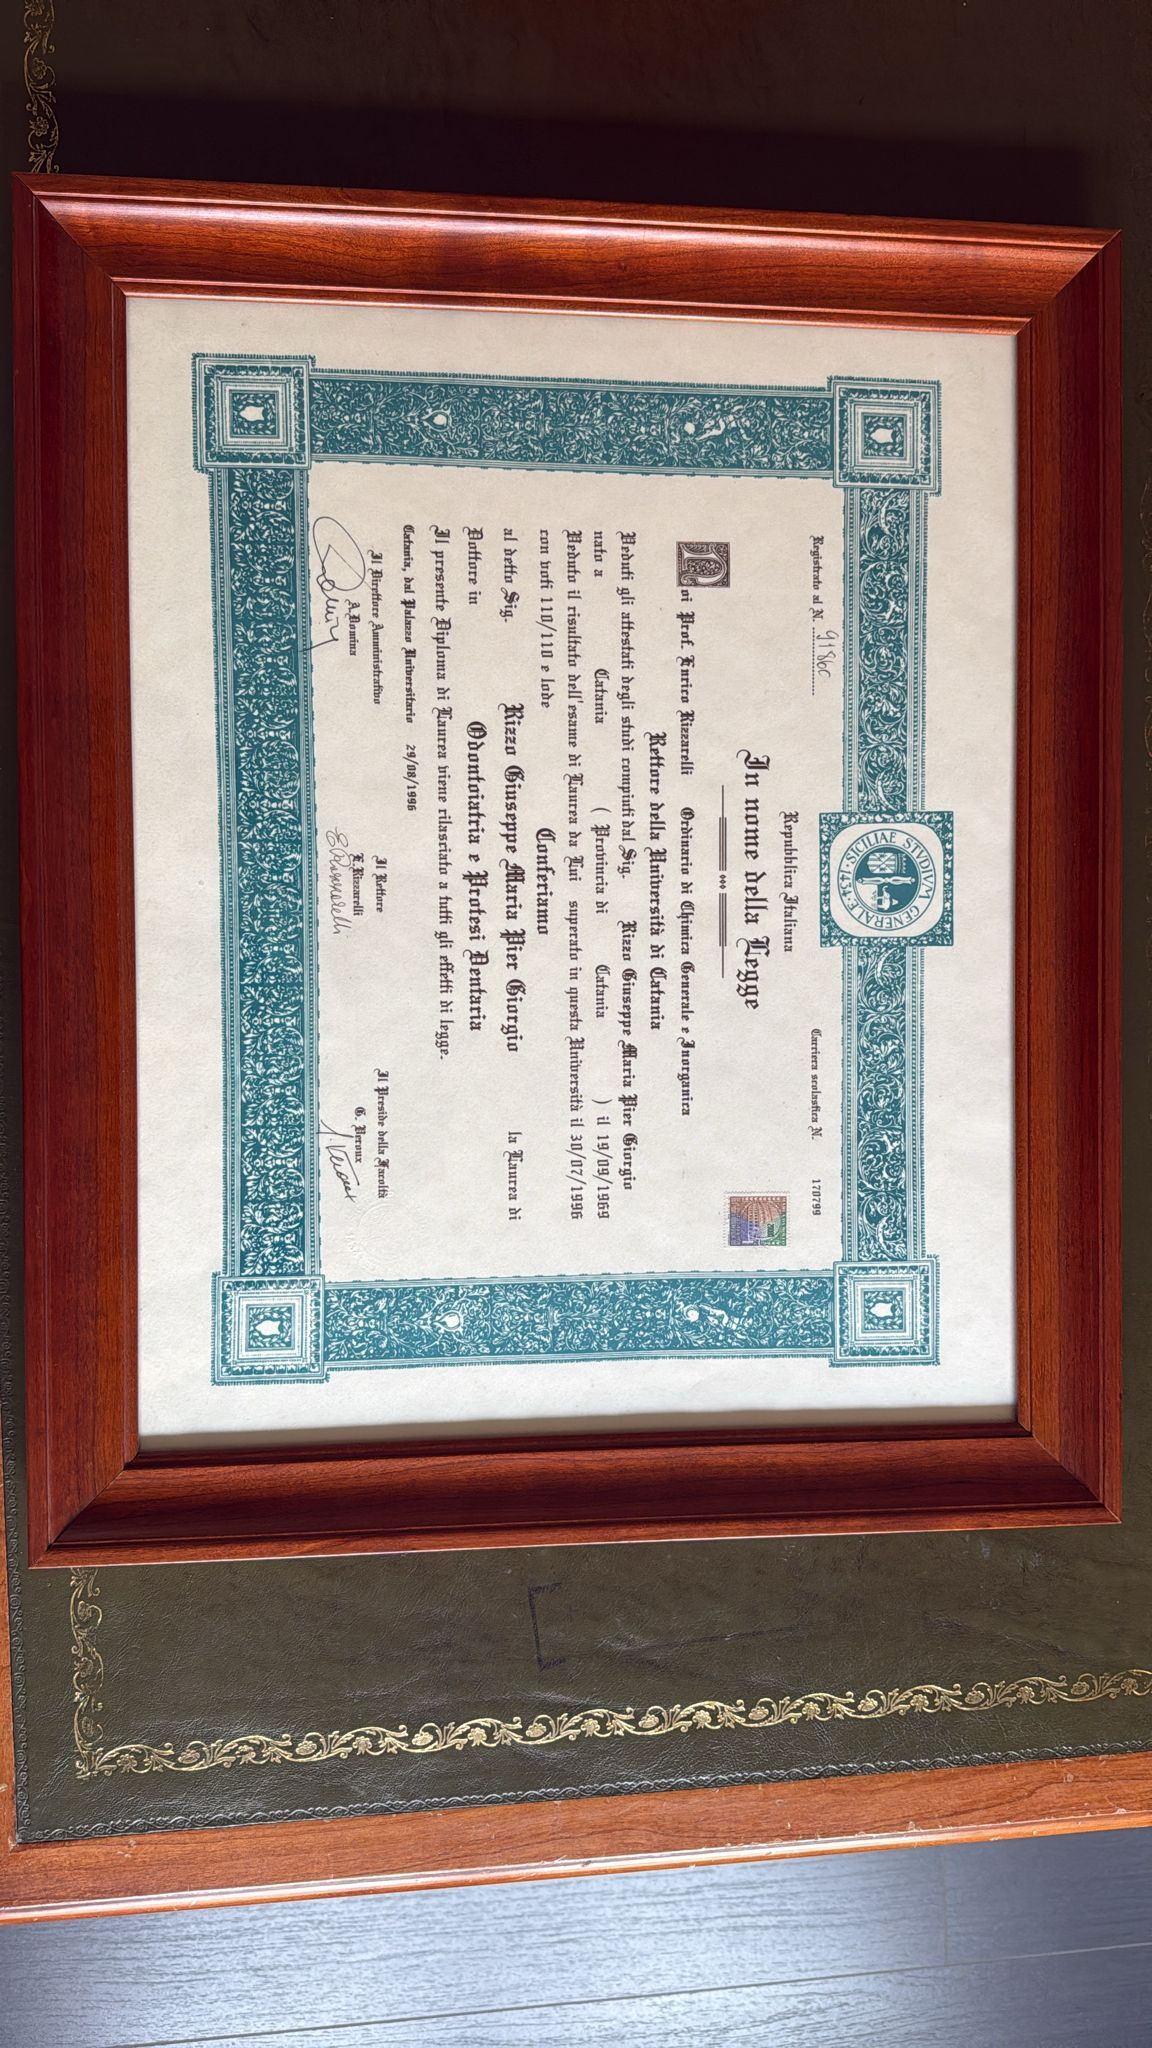 SICILIAE STVDIVM GENERALE · 1434 ·
Registrato al N. 91860
Carriera scolastica N. 170799
Repubblica Italiana
In nome della Legge
Noi Prof. Enrico Rizzarelli Ordinario di Chimica Generale e Inorganica
Rettore della Università di Catania
Veduti gli attestati degli studi compiuti dal Sig. Rizzo Giuseppe Maria Pier Giorgio
nato a Catania ( Provincia di Catania ) il 19/09/1969
Veduto il risultato dell'esame di Laurea da Lui superato in questa Università il 30/07/1996
con voti 110/110 e lode
Conferiamo
al detto Sig. Rizzo Giuseppe Maria Pier Giorgio la Laurea di
Dottore in Odontoiatria e Protesi Dentaria
Il presente Diploma di Laurea viene rilasciato a tutti gli effetti di legge.
Catania, dal Palazzo Universitario 29/08/1996
Il Direttore Amministrativo
A.Domina
Il Rettore
E.Rizzarelli
E Rizzarelli
Il Preside della Facoltà
G. Veroux
G. Veroux